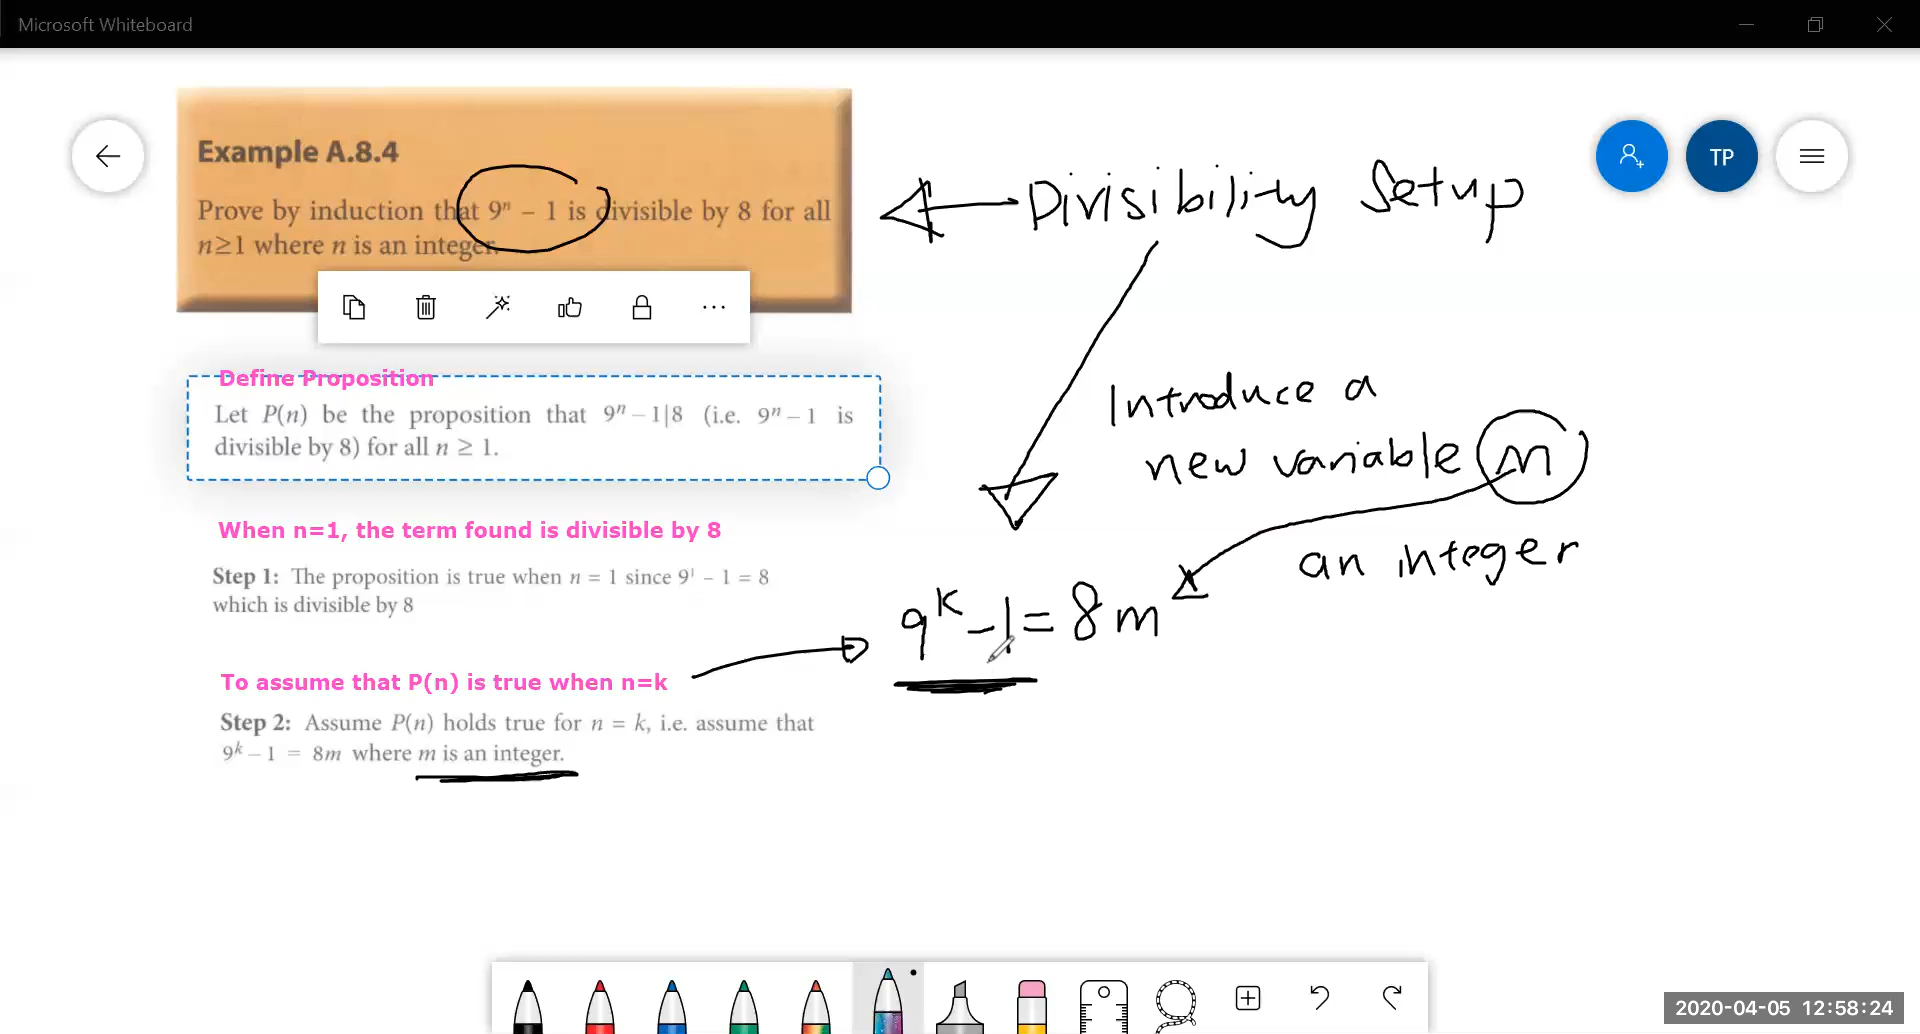 Microsoft Whiteboard
Example A.8.4
Prove by induction that 9ⁿ – 1 is divisible by 8 for all
n≥1 where n is an integer.
Divisibility Setup
TP
Define Proposition
Let P(n) be the proposition that 9ⁿ – 1|8 (i.e. 9ⁿ – 1 is
divisible by 8) for all n ≥ 1.
Introduce a
new variable m
an integer
When n=1, the term found is divisible by 8
Step 1: The proposition is true when n = 1 since 9¹ – 1 = 8
which is divisible by 8
9ᵏ – 1 = 8m
To assume that P(n) is true when n=k
Step 2: Assume P(n) holds true for n = k, i.e. assume that
9ᵏ – 1 = 8m where m is an integer.
2020-04-05 12:58:24